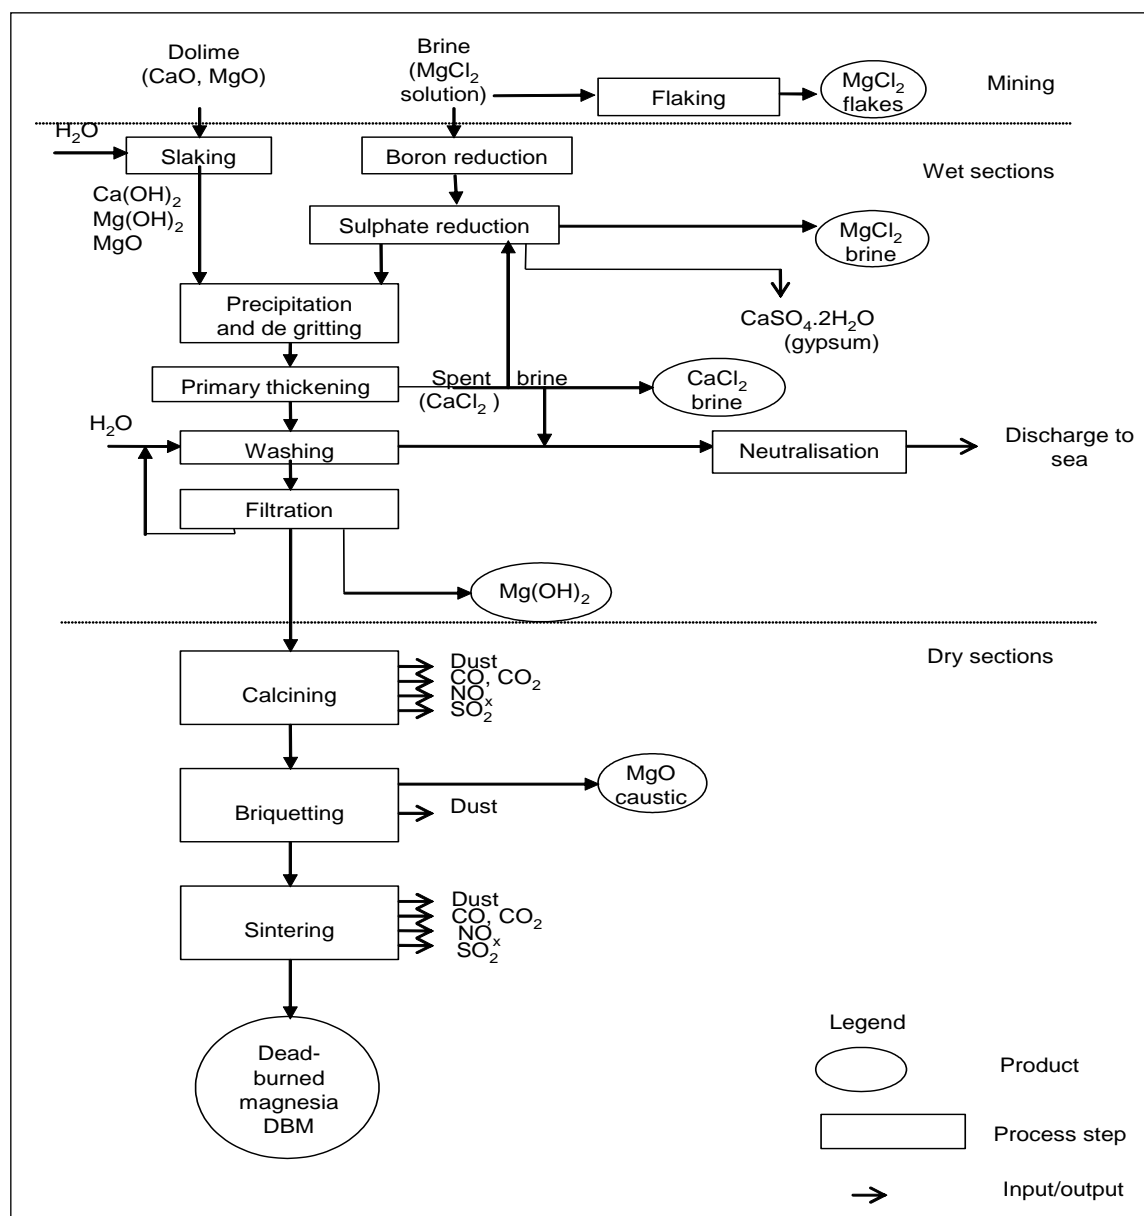 Dolime
(CaO, MgO)
Brine
(MgCl₂
solution)
Flaking
MgCl₂
flakes
Mining
H₂O
Slaking
Boron reduction
Wet sections
Ca(OH)₂
Mg(OH)₂
MgO
Sulphate reduction
MgCl₂
brine
Precipitation
and de gritting
CaSO₄.2H₂O
(gypsum)
Primary thickening
Spent brine
(CaCl₂ )
CaCl₂
brine
H₂O
Washing
Neutralisation
Discharge to
sea
Filtration
Mg(OH)₂
Dry sections
Calcining
Dust
CO, CO₂
NOₓ
SO₂
Briquetting
MgO
caustic
Dust
Sintering
Dust
CO, CO₂
NOₓ
SO₂
Dead-
burned
magnesia
DBM
Legend
Product
Process step
Input/output